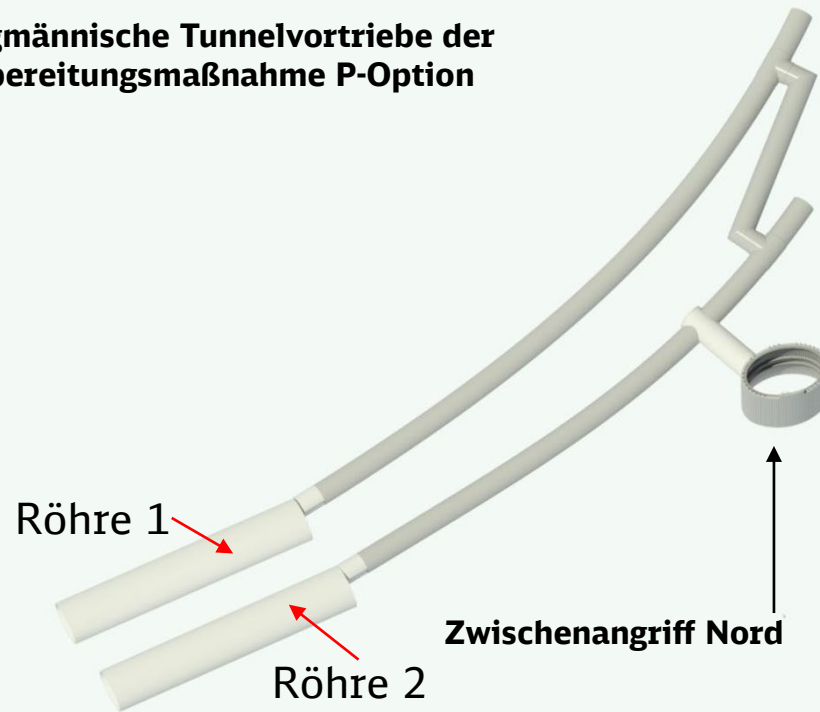 gmännische Tunnelvortriebe der
bereitungsmaßnahme P-Option
Röhre 1
Zwischenangriff Nord
Röhre 2